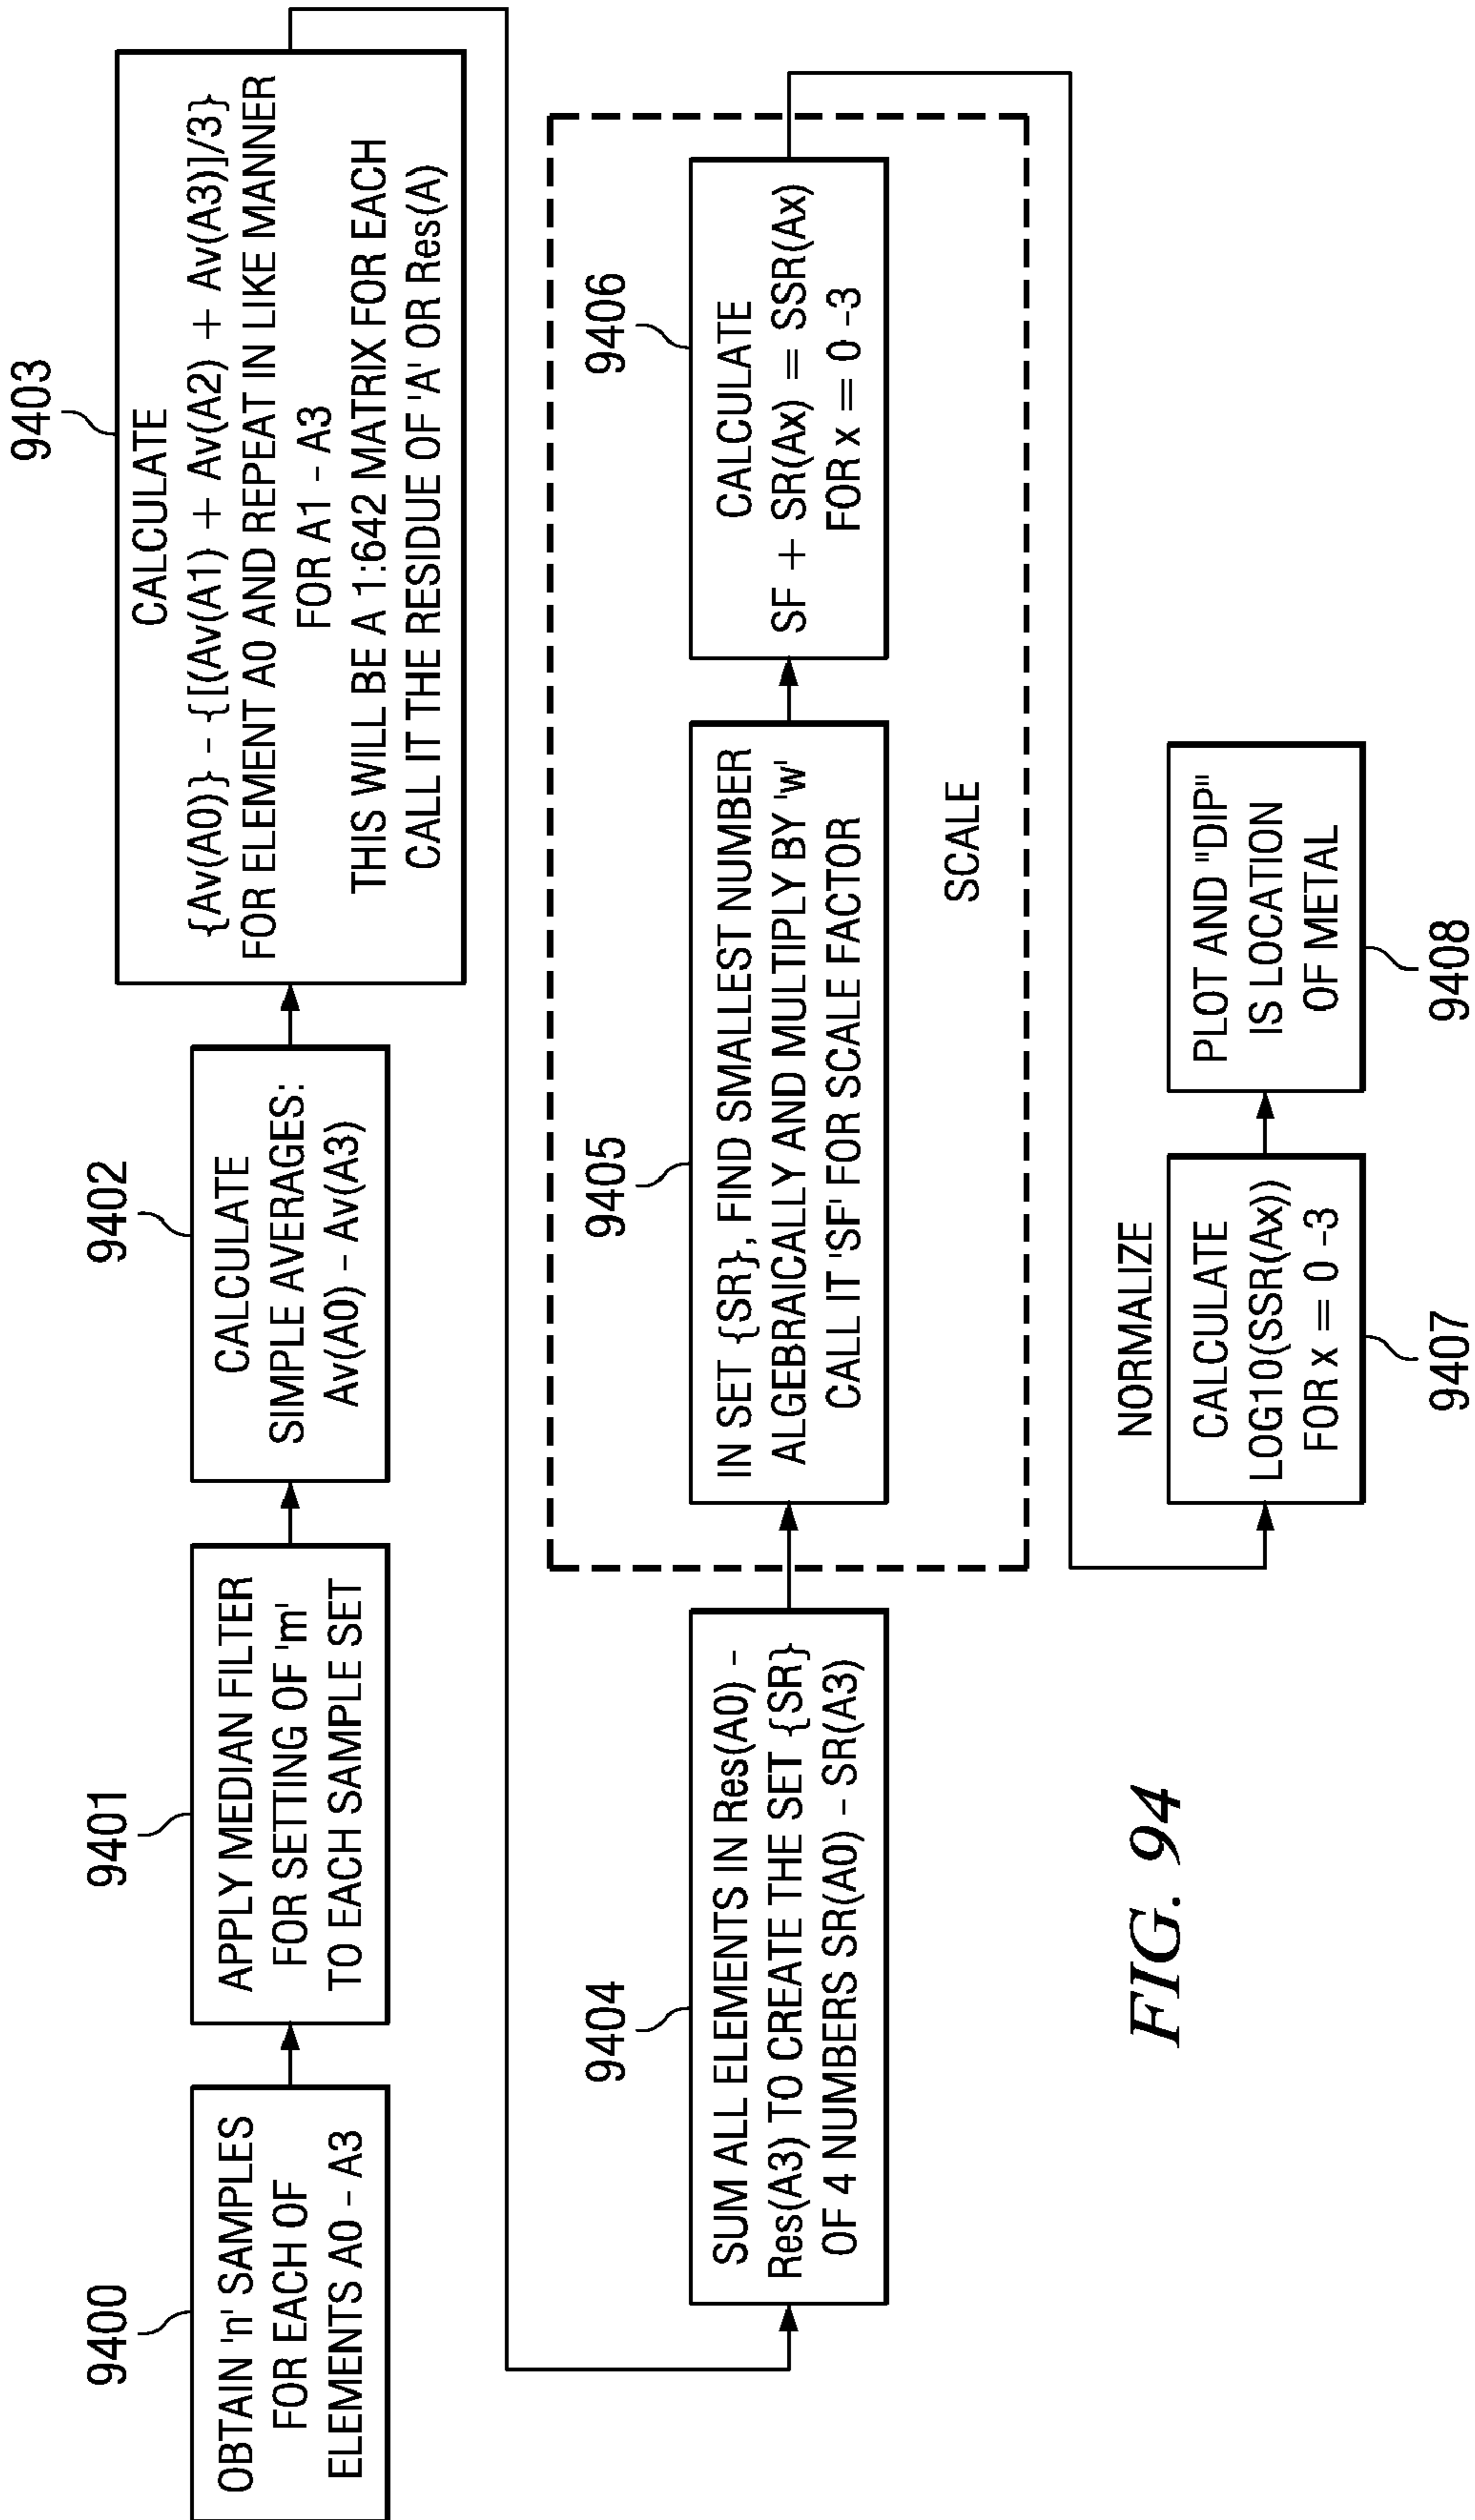 9400
OBTAIN 'n' SAMPLES
FOR EACH OF
ELEMENTS A0 - A3
9401
APPLY MEDIAN FILTER
FOR SETTING OF 'm'
TO EACH SAMPLE SET
9402
CALCULATE
SIMPLE AVERAGES:
Av(A0) - Av(A3)
9403
CALCULATE
{Av(A0)} - {[(Av(A1) + Av(A2) + Av(A3)]/3}
FOR ELEMENT A0 AND REPEAT IN LIKE MANNER
FOR A1 - A3
THIS WILL BE A 1:642 MATRIX FOR EACH
CALL IT THE RESIDUE OF 'A' OR Res(A)
9404
SUM ALL ELEMENTS IN Res(A0) -
Res(A3) TO CREATE THE SET {SR}
OF 4 NUMBERS SR(A0) - SR(A3)
9405
IN SET {SR}, FIND SMALLEST NUMBER
ALGEBRAICALLY AND MULTIPLY BY 'w'
CALL IT 'SF' FOR SCALE FACTOR
9406
CALCULATE
SF + SR(Ax) = SSR(Ax)
FOR x = 0 -3
SCALE
NORMALIZE
CALCULATE
LOG10(SSR(Ax))
FOR x = 0 -3
9407
PLOT AND "DIP"
IS LOCATION
OF METAL
9408
FIG. 94